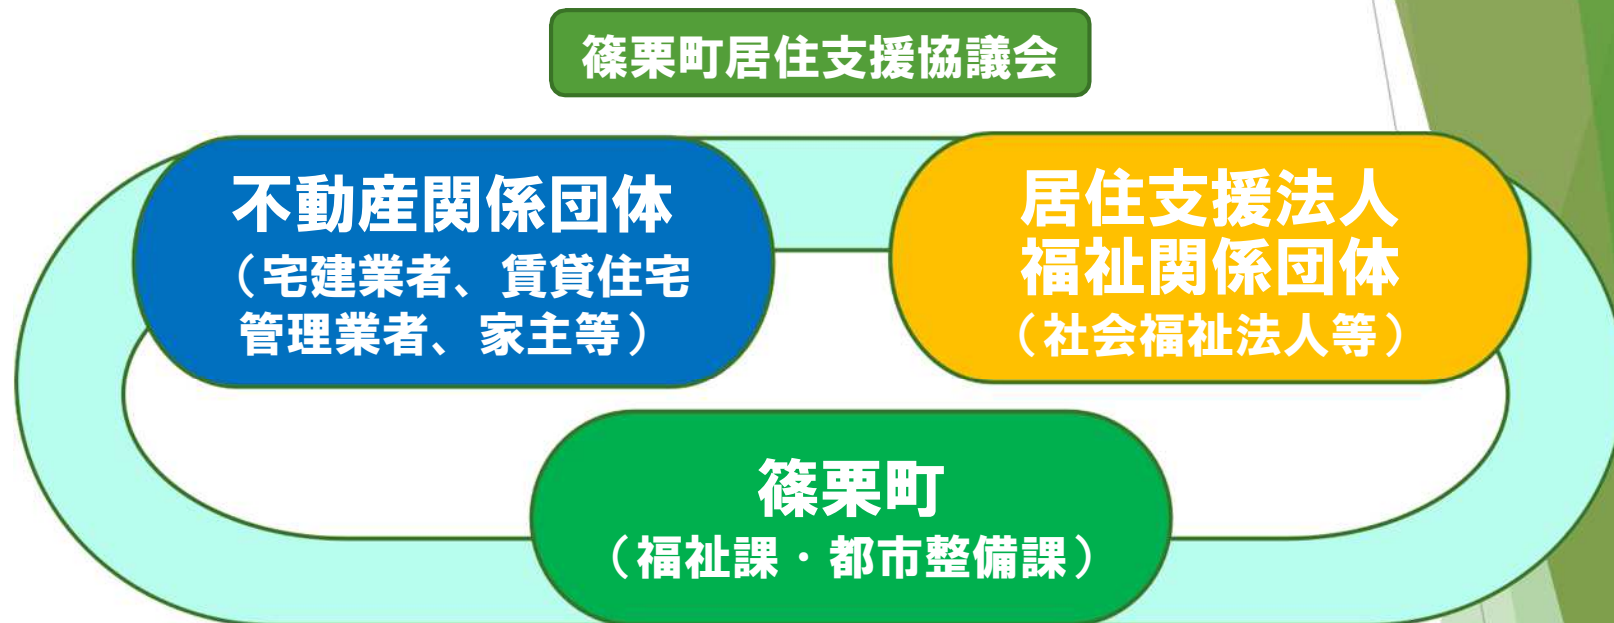 篠栗町居住支援協議会
不動産関係団体
（宅建業者、賃貸住宅
管理業者、家主等）
居住支援法人
福祉関係団体
（社会福祉法人等）
篠栗町
（福祉課・都市整備課）